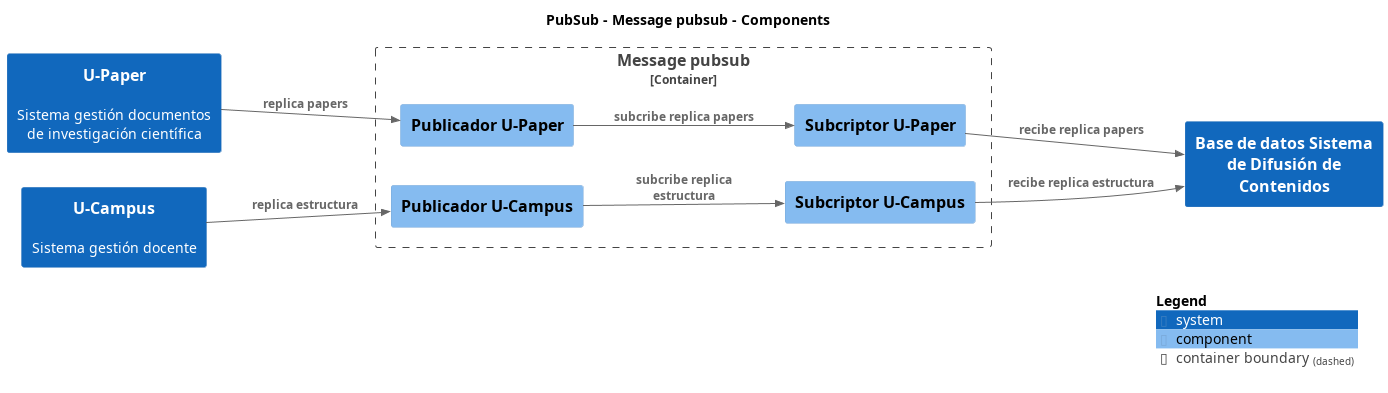 PubSub - Message pubsub - Components
U-Paper
Sistema gestión documentos
de investigación científica
replica papers
Message pubsub
[Container]
Publicador U-Paper
subcribe replica papers
Subcriptor U-Paper
recibe replica papers
Base de datos Sistema
de Difusión de
Contenidos
U-Campus
Sistema gestión docente
replica estructura
Publicador U-Campus
subcribe replica
estructura
Subcriptor U-Campus
recibe replica estructura
Legend
system
component
container boundary (dashed)